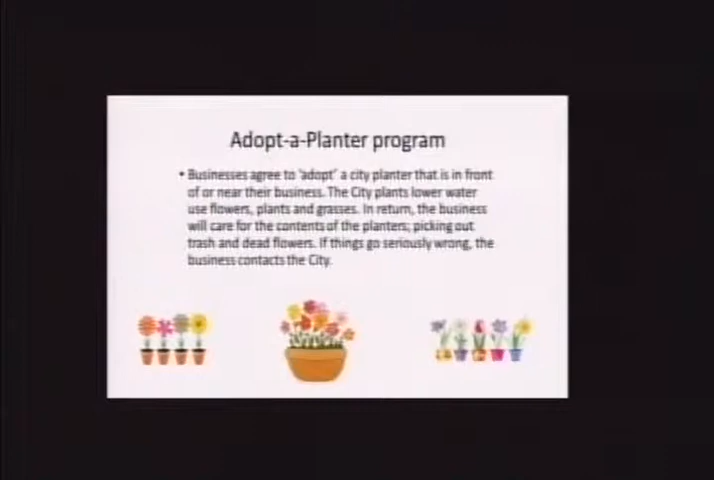 Adopt-a-Planter program
• Businesses agree to 'adopt' a city planter that is in front
of or near their business. The City plants lower water
use flowers, plants and grasses. In return, the business
will care for the contents of the planters; picking out
trash and dead flowers. If things go seriously wrong, the
business contacts the City.